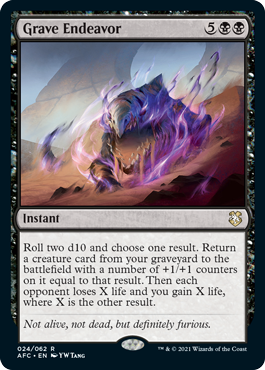 Grave Endeavor 5
Instant
Roll two d10 and choose one result. Return
a creature card from your graveyard to the
battlefield with a number of +1/+1 counters
on it equal to that result. Then each
opponent loses X life and you gain X life,
where X is the other result.
Not alive, not dead, but definitely furious.
024/062 R
AFC • EN YW TANG
™ & © 2021 Wizards of the Coast